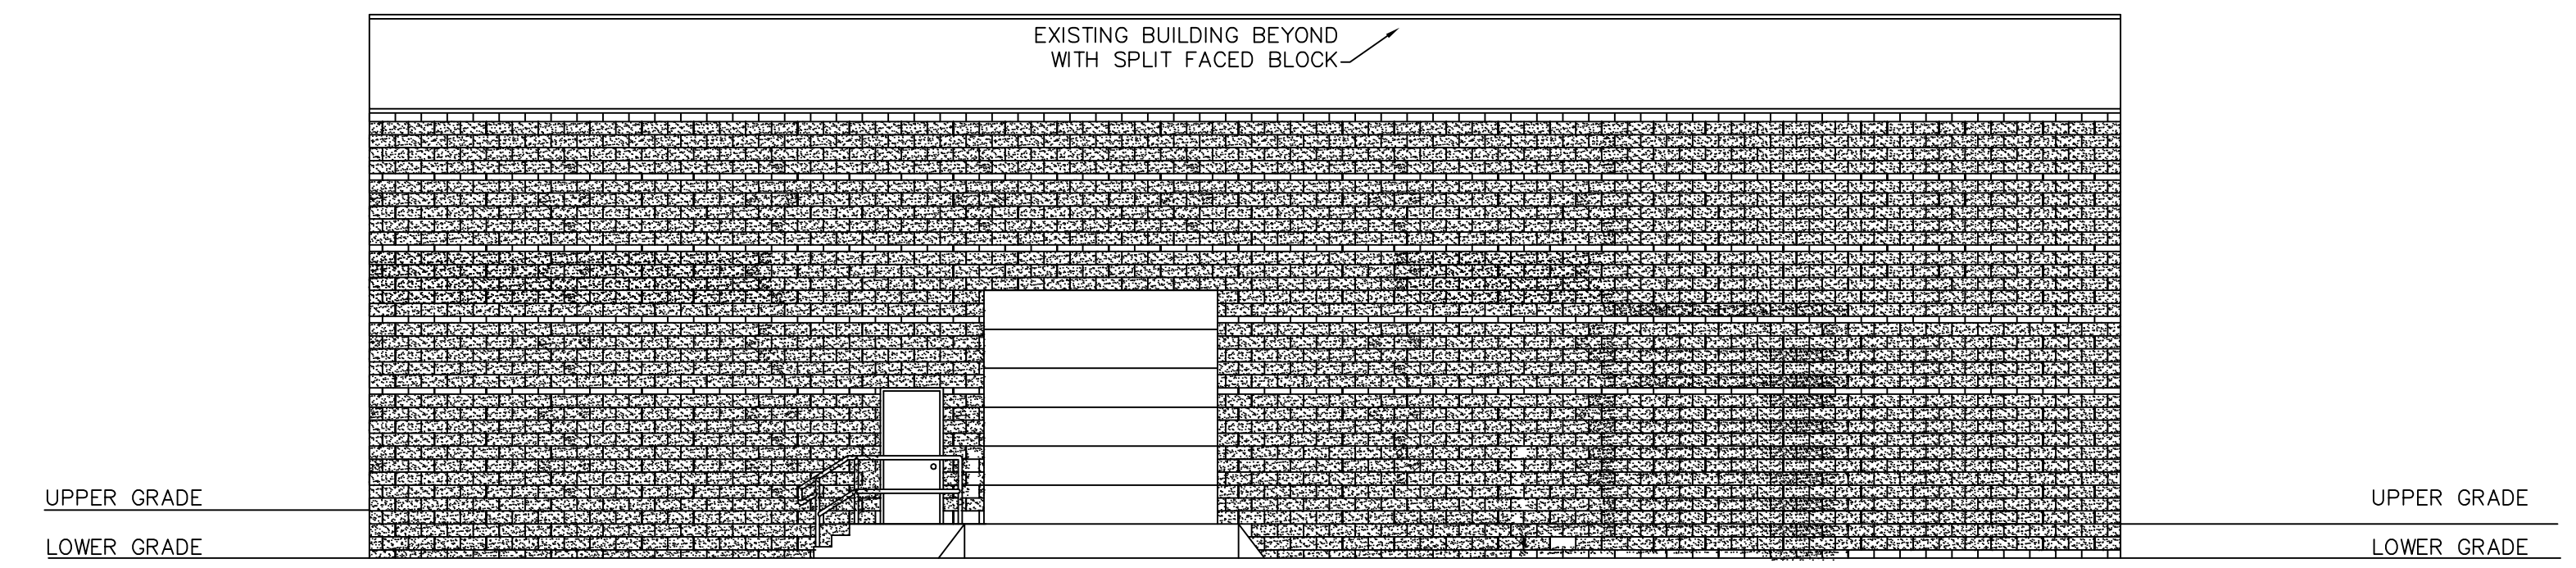 EXISTING BUILDING BEYOND
WITH SPLIT FACED BLOCK
UPPER GRADE
UPPER GRADE
LOWER GRADE
LOWER GRADE